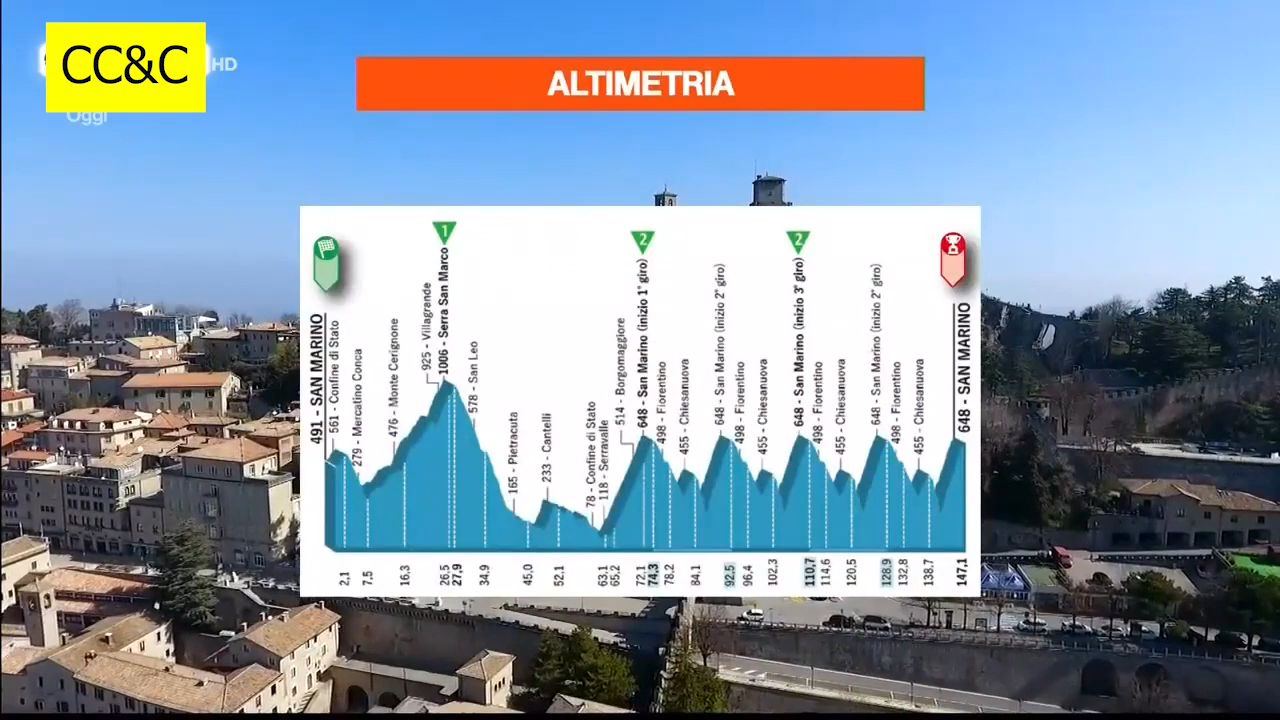 CC&C
HD
Oggi
ALTIMETRIA
1
2
2
491 - SAN MARINO
561 - Confine di Stato
279 - Mercatino Conca
476 - Monte Cerignone
925 - Villagrande
1006 - Serra San Marco
578 - San Leo
165 - Pietracuta
233 - Cantelli
78 - Confine di Stato
118 - Serravalle
514 - Borgomaggiore
648 - San Marino (inizio 1° giro)
498 - Fiorentino
455 - Chiesanuova
648 - San Marino (inizio 2° giro)
498 - Fiorentino
455 - Chiesanuova
648 - San Marino (inizio 3° giro)
498 - Fiorentino
455 - Chiesanuova
648 - San Marino (inizio 2° giro)
498 - Fiorentino
455 - Chiesanuova
648 - SAN MARINO
2,1
7,5
16,3
26,5
27,9
34,9
45,0
52,1
63,1
65,2
72,1
74,3
78,2
84,1
92,5
96,4
102,3
110,7
114,6
120,5
128,9
132,8
138,7
147,1